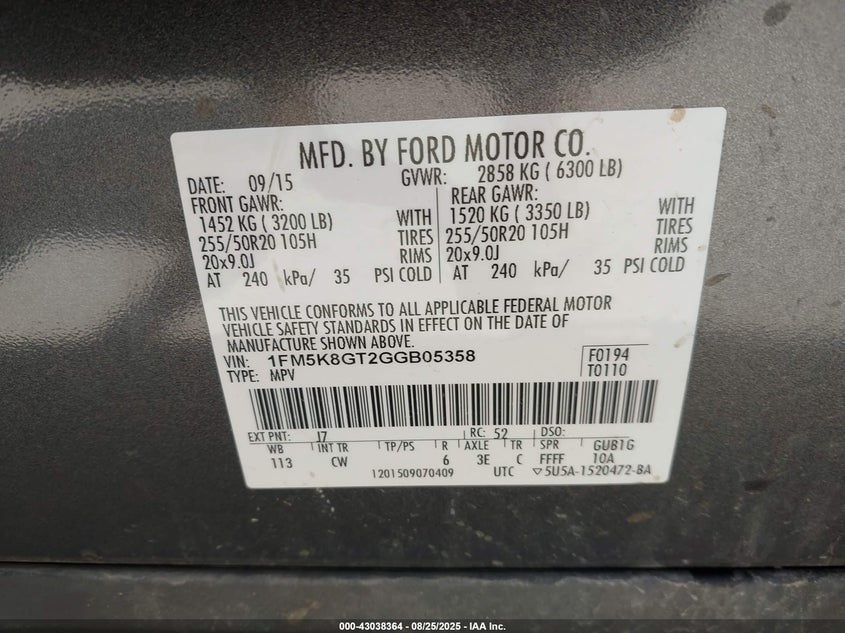 MFD. BY FORD MOTOR CO.
DATE: 09/15 GVWR: 2858 KG ( 6300 LB)
FRONT GAWR: REAR GAWR:
1452 KG ( 3200 LB) WITH 1520 KG ( 3350 LB) WITH
255/50R20 105H TIRES 255/50R20 105H TIRES
20x9.0J RIMS 20x9.0J RIMS
AT 240 kPa/ 35 PSI COLD AT 240 kPa/ 35 PSI COLD
THIS VEHICLE CONFORMS TO ALL APPLICABLE FEDERAL MOTOR
VEHICLE SAFETY STANDARDS IN EFFECT ON THE DATE OF
MANUFACTURE SHOWN ABOVE.
VIN: 1FM5K8GT2GGB05358 F0194
TYPE: MPV T0110
EXT PNT: J7 RC: 52 DSO:
WB INT TR TP/PS R AXLE TR SPR GUB1G
113 CW 6 3E C FFFF 10A
1201509070409 UTC ▽5U5A-1520472-BA
000-43038364 - 08/25/2025 - IAA Inc.